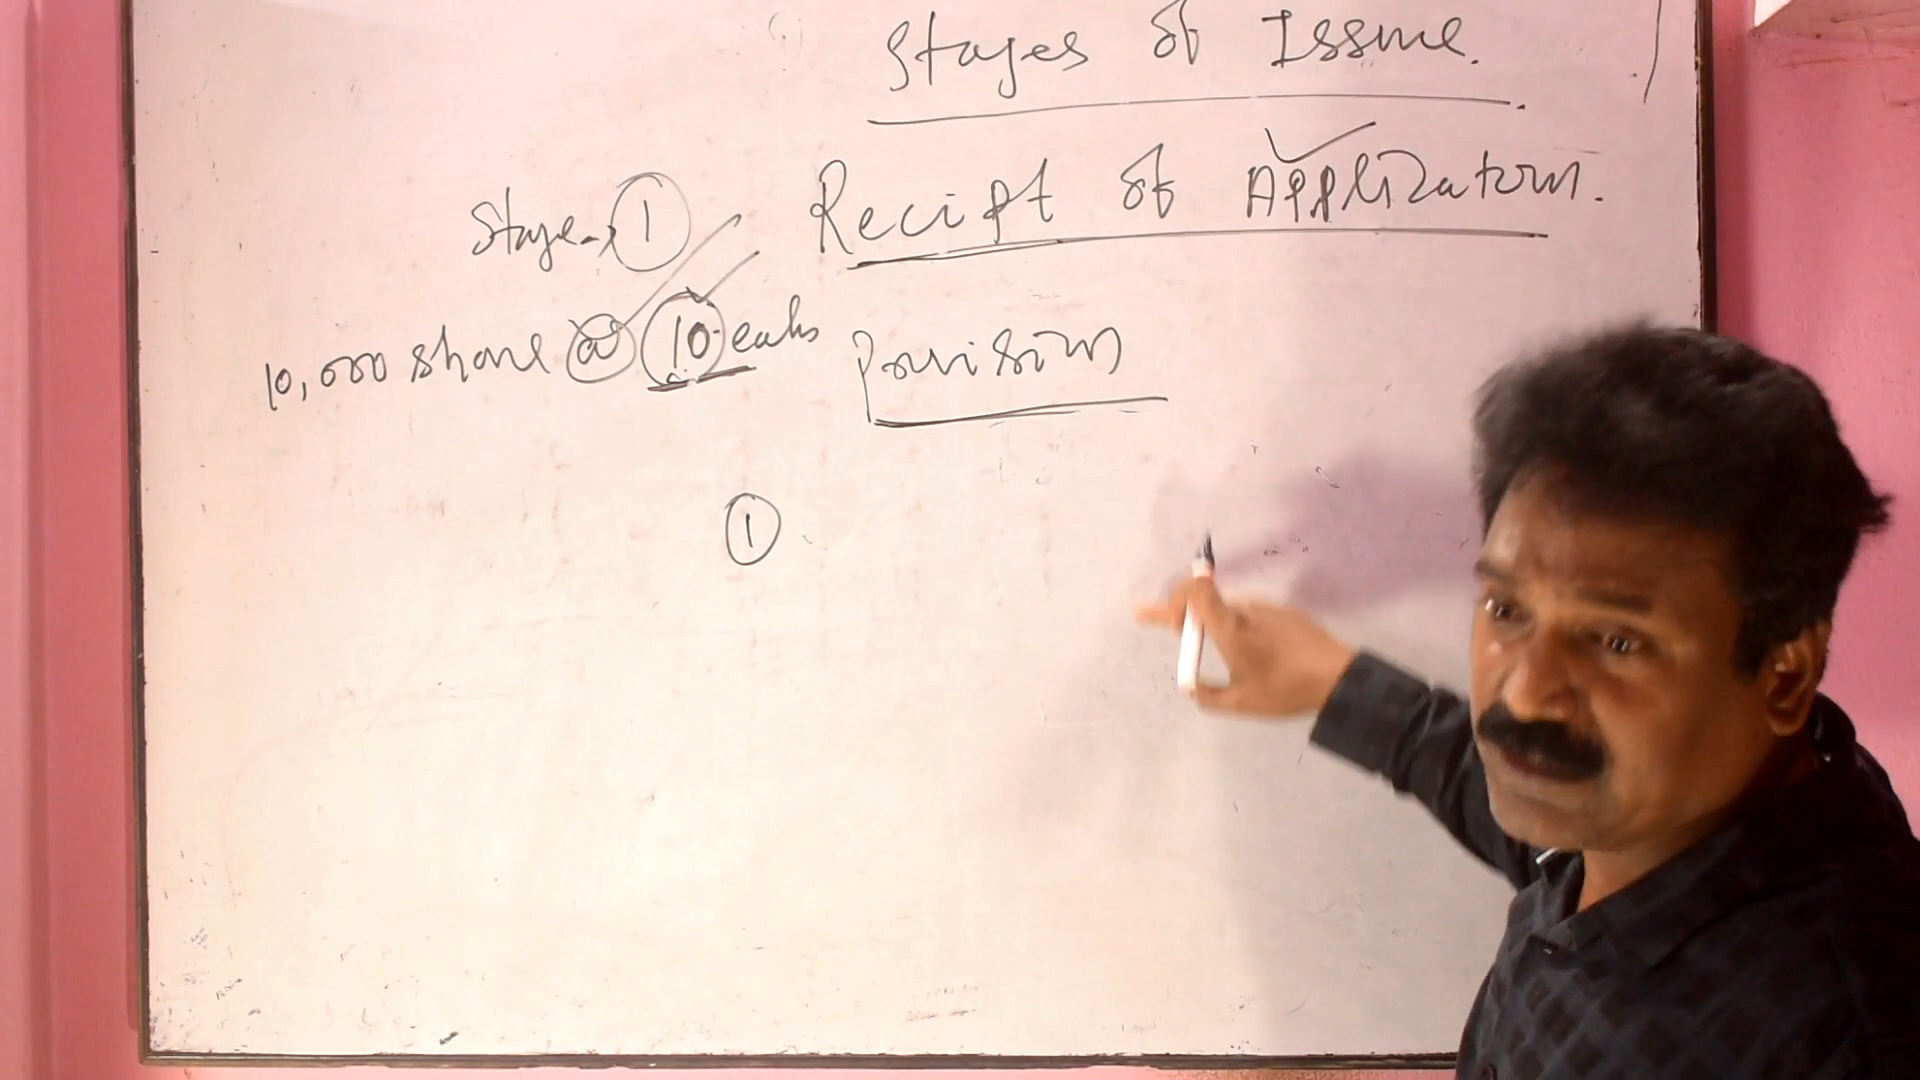 Stages of Issue.
Stage → 1 Recipt of Application.
10,000 share @ 10 each Provision
1